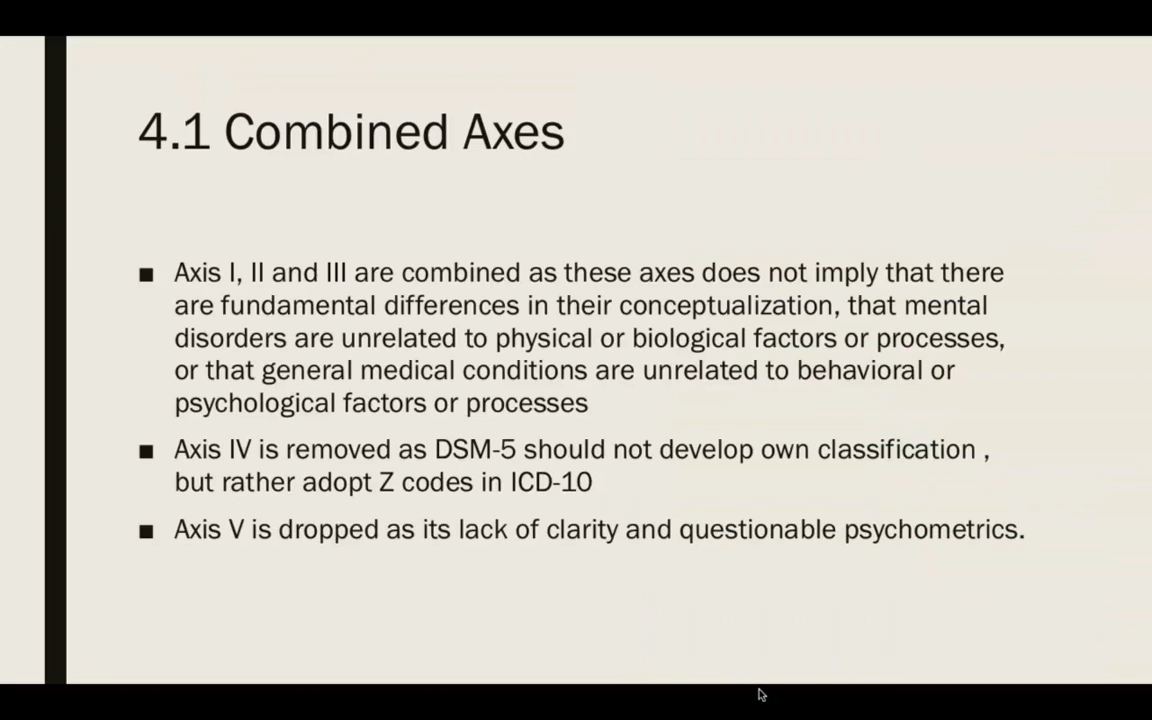 4.1 Combined Axes
■ Axis I, II and III are combined as these axes does not imply that there
are fundamental differences in their conceptualization, that mental
disorders are unrelated to physical or biological factors or processes,
or that general medical conditions are unrelated to behavioral or
psychological factors or processes
■ Axis IV is removed as DSM-5 should not develop own classification ,
but rather adopt Z codes in ICD-10
■ Axis V is dropped as its lack of clarity and questionable psychometrics.